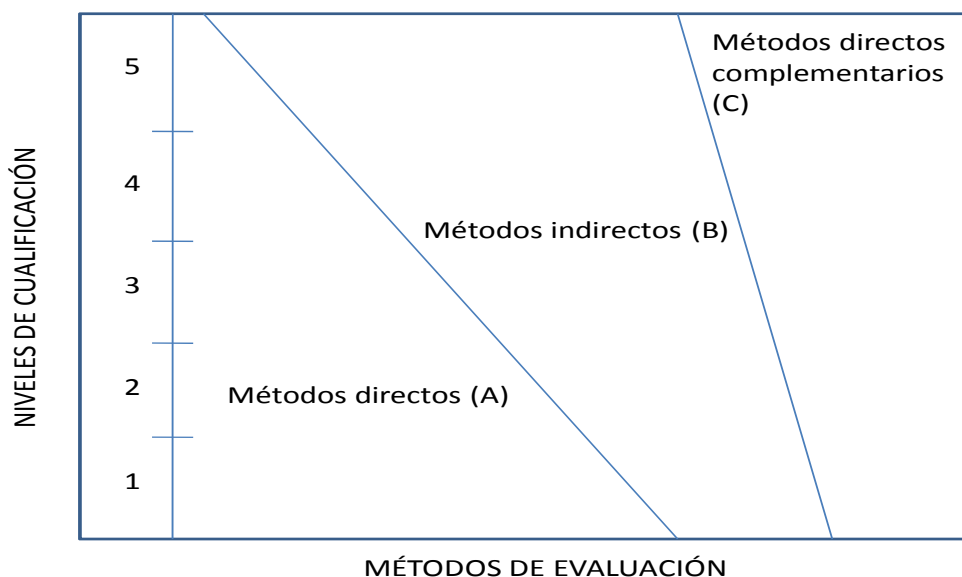 NIVELES DE CUALIFICACIÓN
5
4
3
2
1
Métodos directos
complementarios
(C)
Métodos indirectos (B)
Métodos directos (A)
MÉTODOS DE EVALUACIÓN